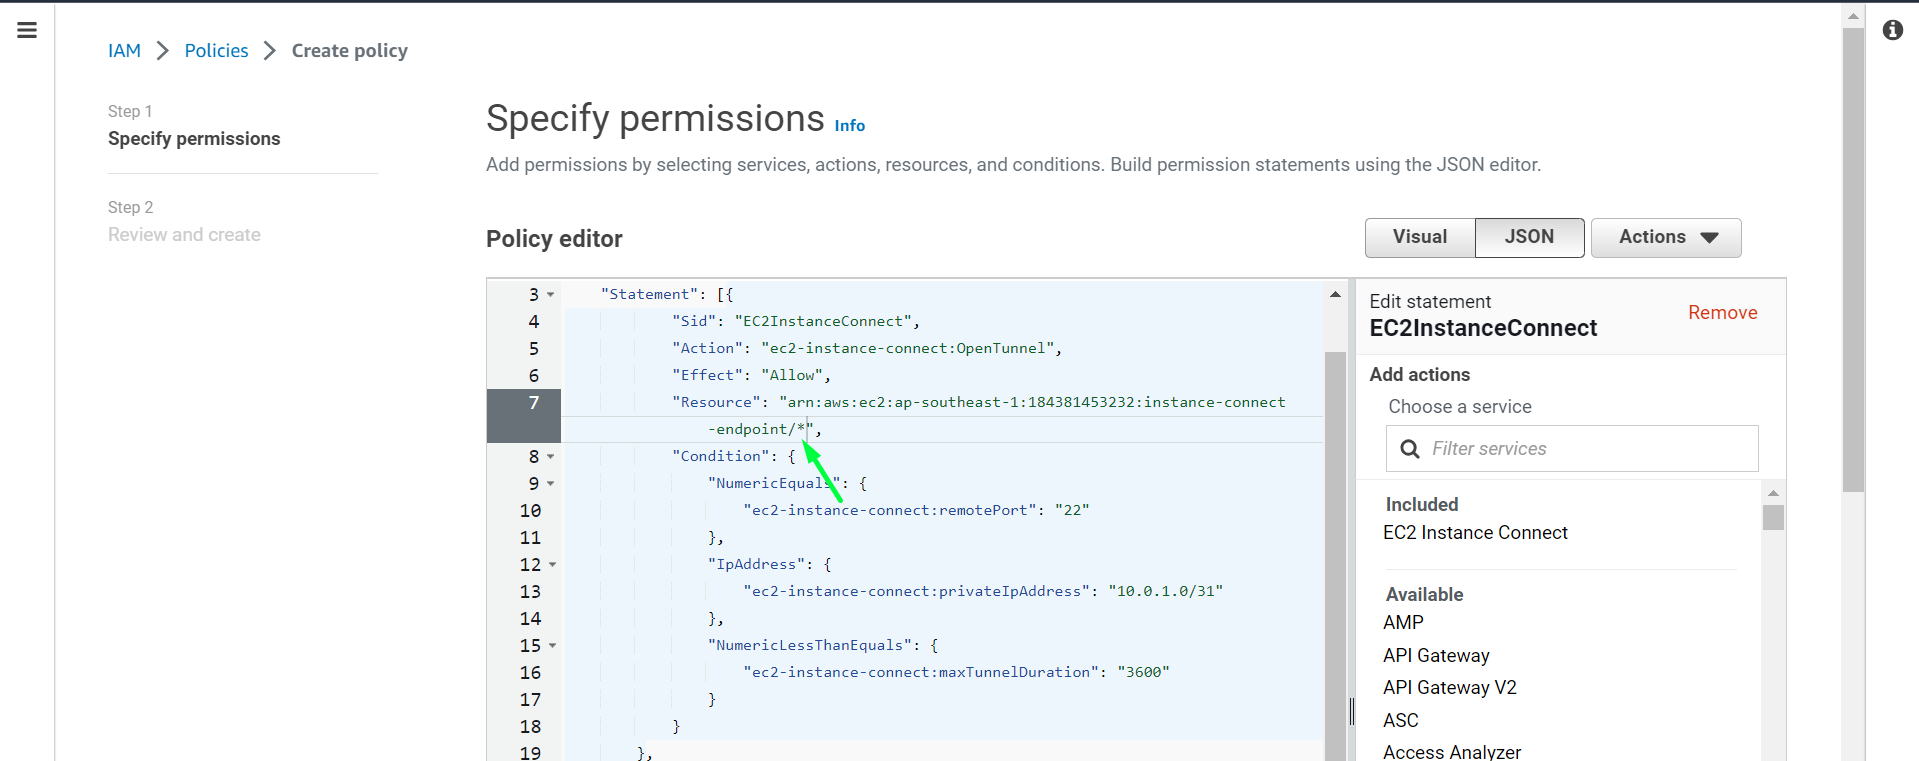 IAM > Policies > Create policy
Step 1
Specify permissions
Step 2
Review and create
Specify permissions Info
Add permissions by selecting services, actions, resources, and conditions. Build permission statements using the JSON editor.
Policy editor
Visual JSON Actions
3 "Statement": [{
4 "Sid": "EC2InstanceConnect",
5 "Action": "ec2-instance-connect:OpenTunnel",
6 "Effect": "Allow",
7 "Resource": "arn:aws:ec2:ap-southeast-1:184381453232:instance-connect
-endpoint/*",
8 "Condition": {
9 "NumericEquals": {
10 "ec2-instance-connect:remotePort": "22"
11 },
12 "IpAddress": {
13 "ec2-instance-connect:privateIpAddress": "10.0.1.0/31"
14 },
15 "NumericLessThanEquals": {
16 "ec2-instance-connect:maxTunnelDuration": "3600"
17 }
18 }
19 },
Edit statement
EC2InstanceConnect
Remove
Add actions
Choose a service
Filter services
Included
EC2 Instance Connect
Available
AMP
API Gateway
API Gateway V2
ASC
Access Analyzer